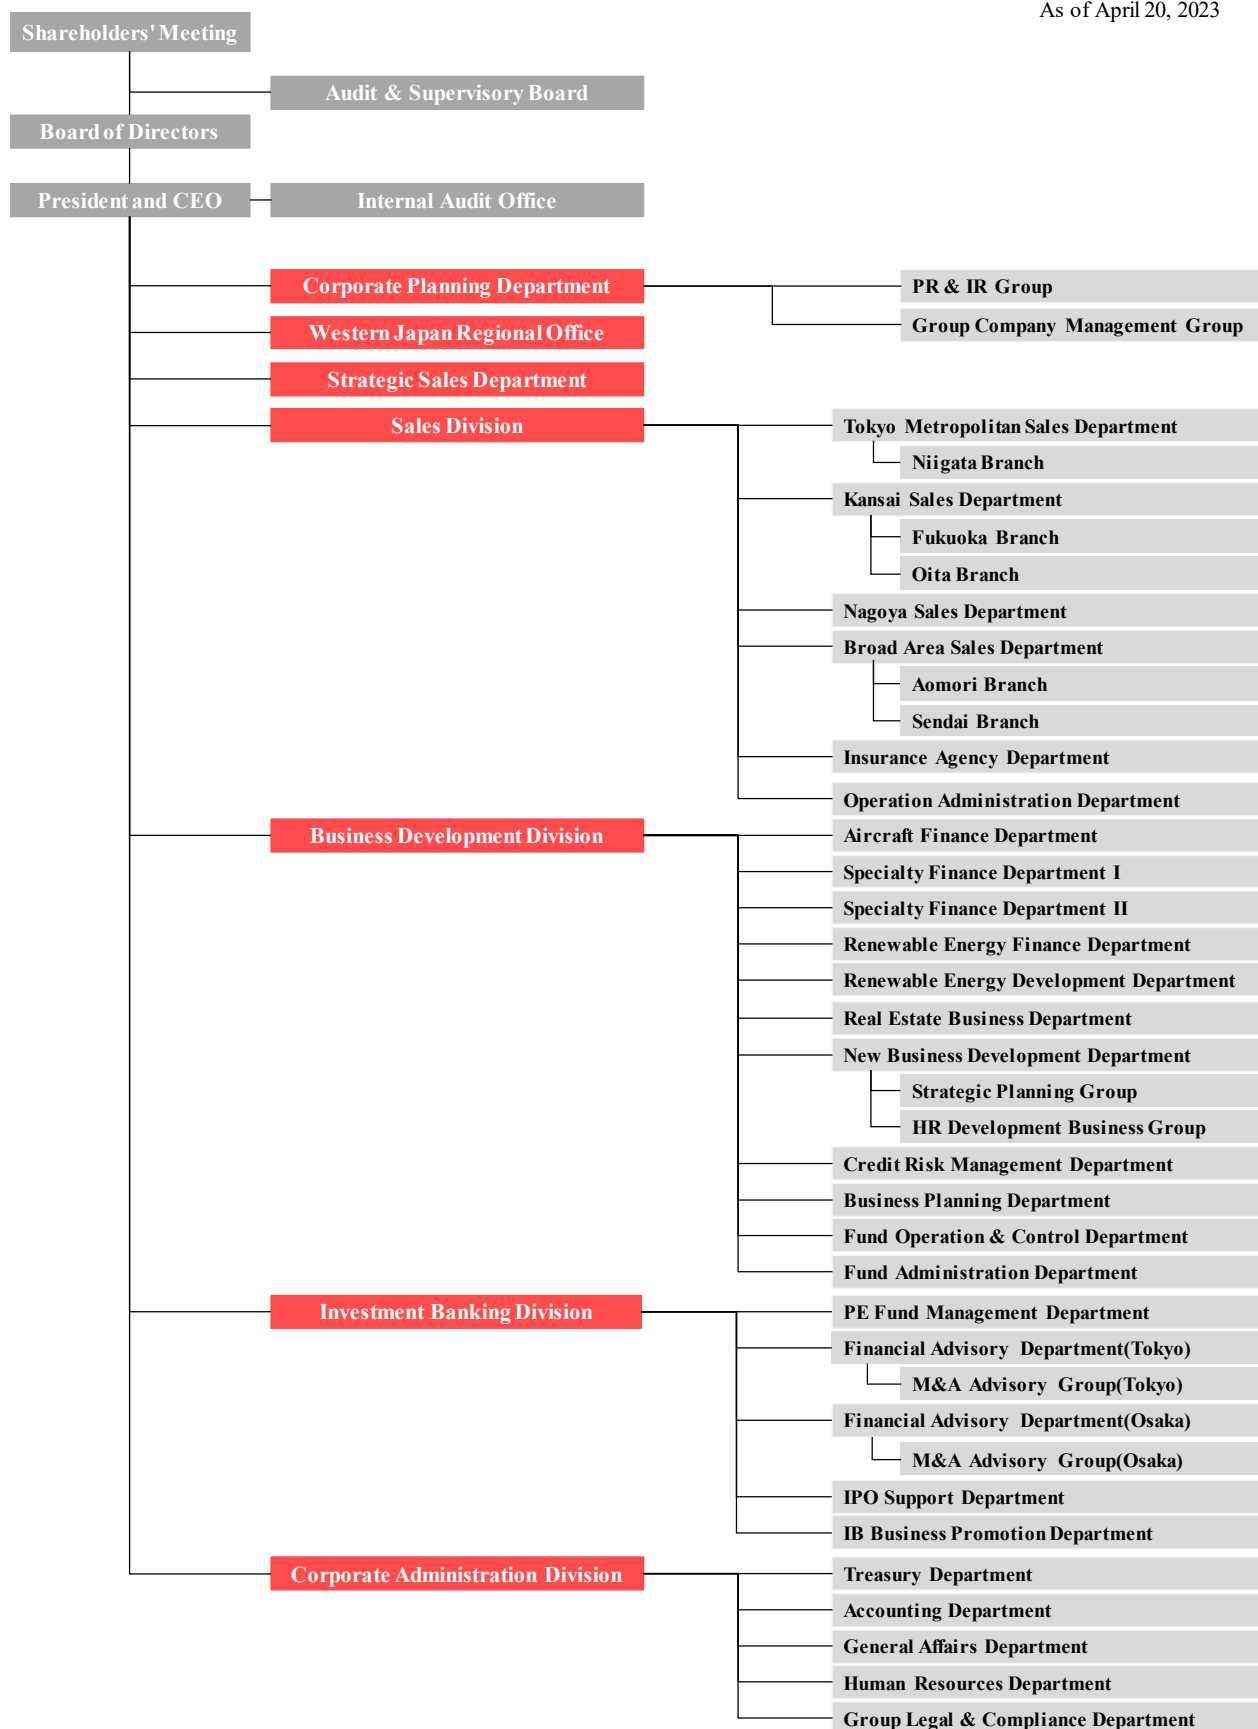 As of April 20, 2023
Shareholders' Meeting
Audit & Supervisory Board
Board of Directors
President and CEO
Internal Audit Office
Corporate Planning Department
PR & IR Group
Group Company Management Group
Western Japan Regional Office
Strategic Sales Department
Sales Division
Tokyo Metropolitan Sales Department
Niigata Branch
Kansai Sales Department
Fukuoka Branch
Oita Branch
Nagoya Sales Department
Broad Area Sales Department
Aomori Branch
Sendai Branch
Insurance Agency Department
Operation Administration Department
Business Development Division
Aircraft Finance Department
Specialty Finance Department I
Specialty Finance Department II
Renewable Energy Finance Department
Renewable Energy Development Department
Real Estate Business Department
New Business Development Department
Strategic Planning Group
HR Development Business Group
Credit Risk Management Department
Business Planning Department
Fund Operation & Control Department
Fund Administration Department
Investment Banking Division
PE Fund Management Department
Financial Advisory Department(Tokyo)
M&A Advisory Group(Tokyo)
Financial Advisory Department(Osaka)
M&A Advisory Group(Osaka)
IPO Support Department
IB Business Promotion Department
Corporate Administration Division
Treasury Department
Accounting Department
General Affairs Department
Human Resources Department
Group Legal & Compliance Department